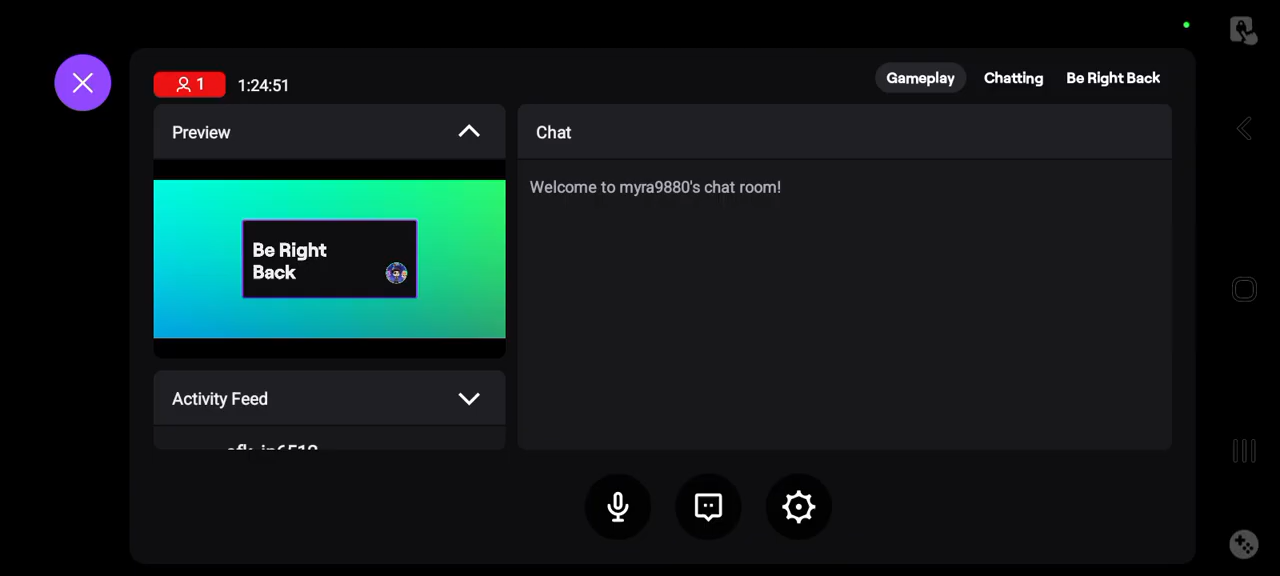 1
1:24:51
Gameplay
Chatting
Be Right Back
Preview
Chat
Welcome to myra9880's chat room!
Be Right
Back
Activity Feed